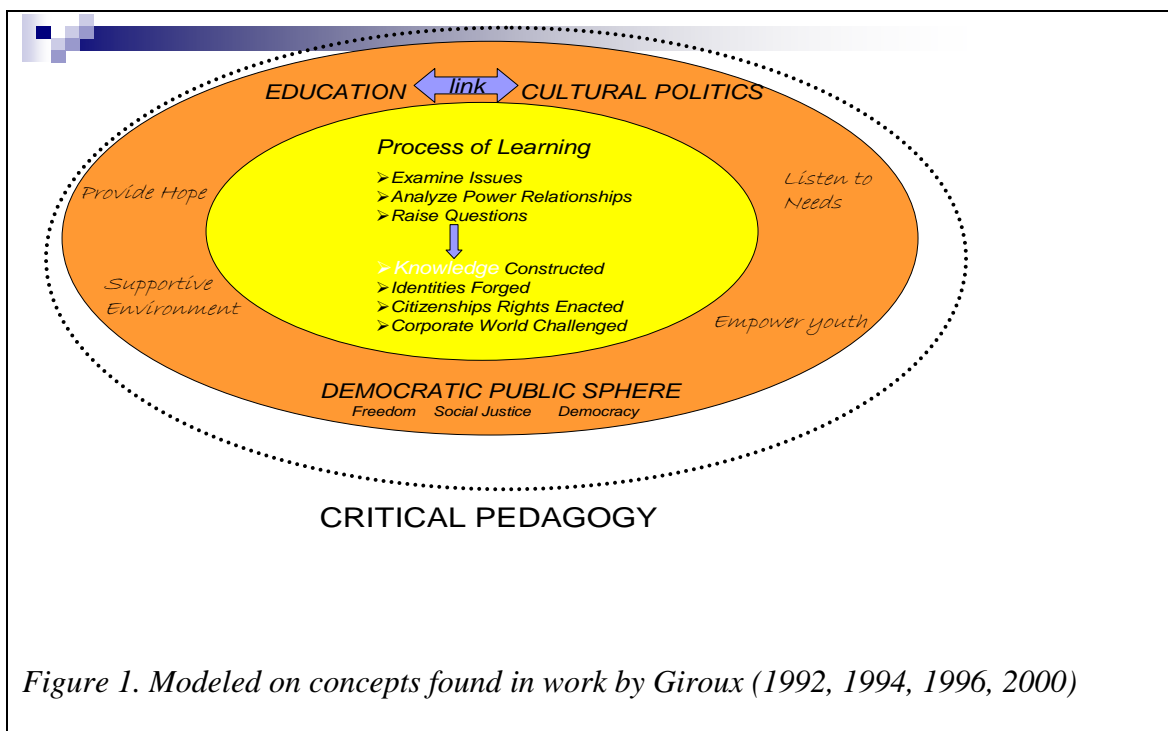 EDUCATION link CULTURAL POLITICS
Process of Learning
➢Examine Issues
➢Analyze Power Relationships
➢Raise Questions
Provide Hope
Listen to
Needs
➢Knowledge Constructed
➢Identities Forged
➢Citizenships Rights Enacted
➢Corporate World Challenged
Supportive
Environment
Empower youth
DEMOCRATIC PUBLIC SPHERE
Freedom Social Justice Democracy
CRITICAL PEDAGOGY
Figure 1. Modeled on concepts found in work by Giroux (1992, 1994, 1996, 2000)